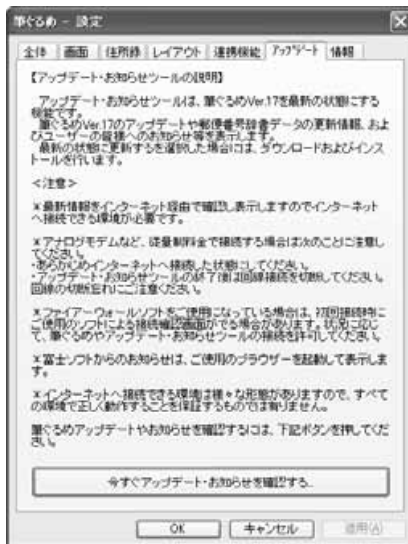 筆ぐるめ - 設定
全体 画面 住所録 レイアウト 連携機能 アップデート 情報
【アップデート・お知らせツールの説明】
アップデート・お知らせツールは、筆ぐるめVer.17を最新の状態にする
機能です。
筆ぐるめVer.17のアップデートや郵便番号辞書データの更新情報、およ
びユーザーの皆様へのお知らせ等を表示します。
最新の状態に更新するを選択した場合には、ダウンロードおよびインス
トールを行います。
<注意>
※最新情報をインターネット経由で確認し表示しますのでインターネット
へ接続できる環境が必要です。
※アナログモデムなど、従量制料金で接続する場合は次のことに注意し
てください。
・あらかじめインターネットへ接続した状態にしてください。
・アップデート・お知らせツールの終了後は回線接続を切断してください。
回線の切断忘れにご注意ください。
※ファイアーウォールソフトをご使用になっている場合は、初回接続時に
ご使用のソフトによる接続確認画面がでる場合があります。状況に応じ
て、筆ぐるめやアップデート・お知らせツールの接続を許可してください。
※富士ソフトからのお知らせは、ご使用のブラウザーを起動して表示しま
す。
※インターネットへ接続できる環境は様々な形態がありますので、すべて
の環境で正しく動作することを保証するものでは有りません。
筆ぐるめアップデートやお知らせを確認するには、下記ボタンを押してくだ
さい。
今すぐアップデート・お知らせを確認する..
OK キャンセル 適用(A)